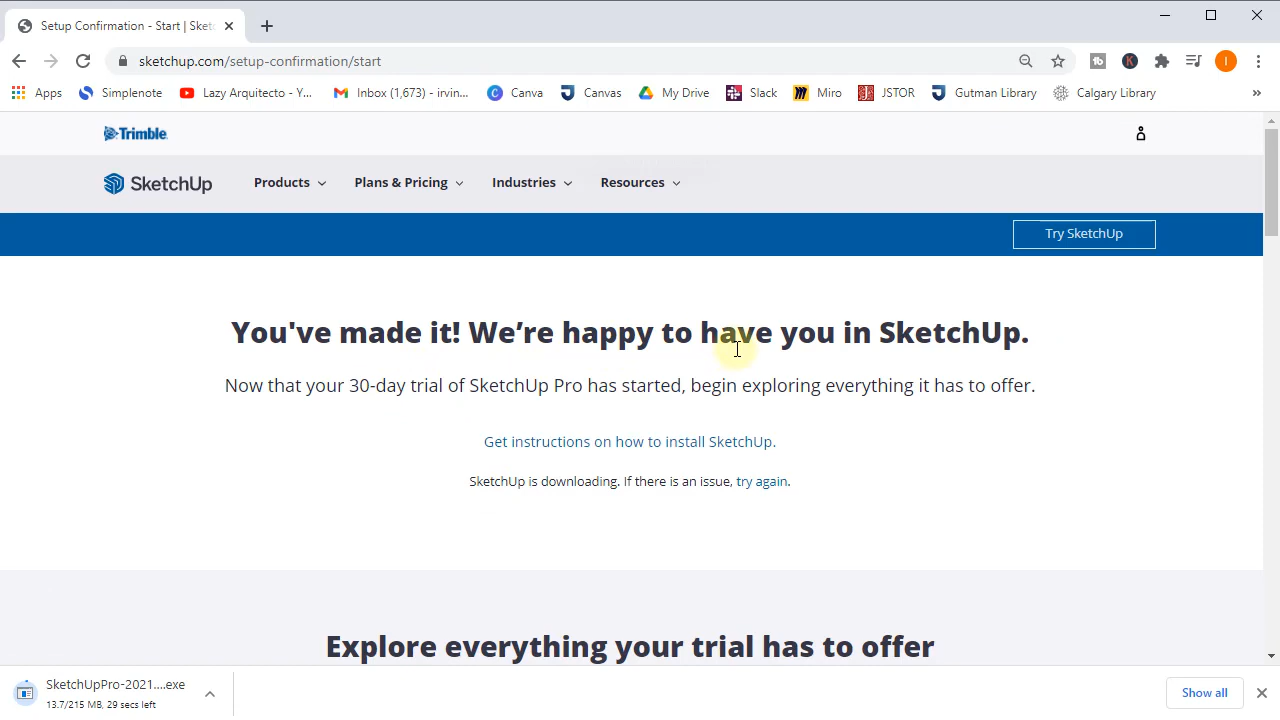 Setup Confirmation - Start | Sketc
sketchup.com/setup-confirmation/start
Apps
Simplenote
Lazy Arquitecto - Y...
Inbox (1,673) - irvin...
Canva
Canvas
My Drive
Slack
Miro
JSTOR
Gutman Library
Calgary Library
»
Trimble
SketchUp
Products
Plans & Pricing
Industries
Resources
Try SketchUp
You've made it! We’re happy to have you in SketchUp.
Now that your 30-day trial of SketchUp Pro has started, begin exploring everything it has to offer.
Get instructions on how to install SketchUp.
SketchUp is downloading. If there is an issue, try again.
Explore everything your trial has to offer
SketchUpPro-2021....exe
13.7/215 MB, 29 secs left
Show all